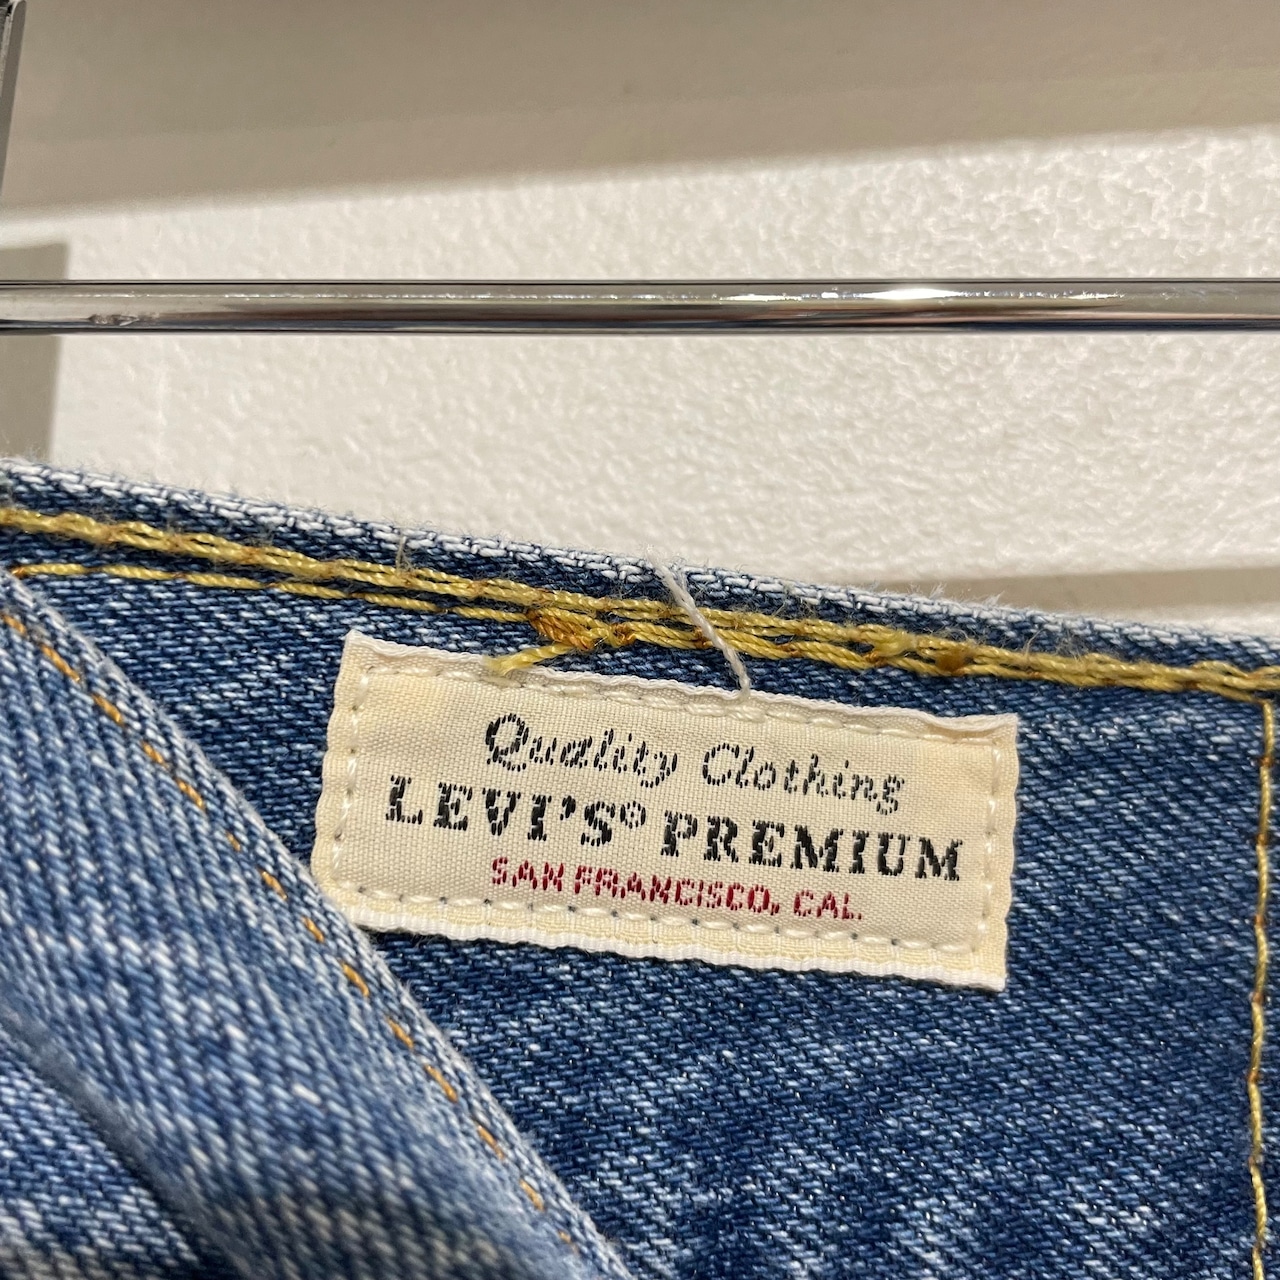 Quality Clothing
LEVI'S® PREMIUM
SAN FRANCISCO, CAL.